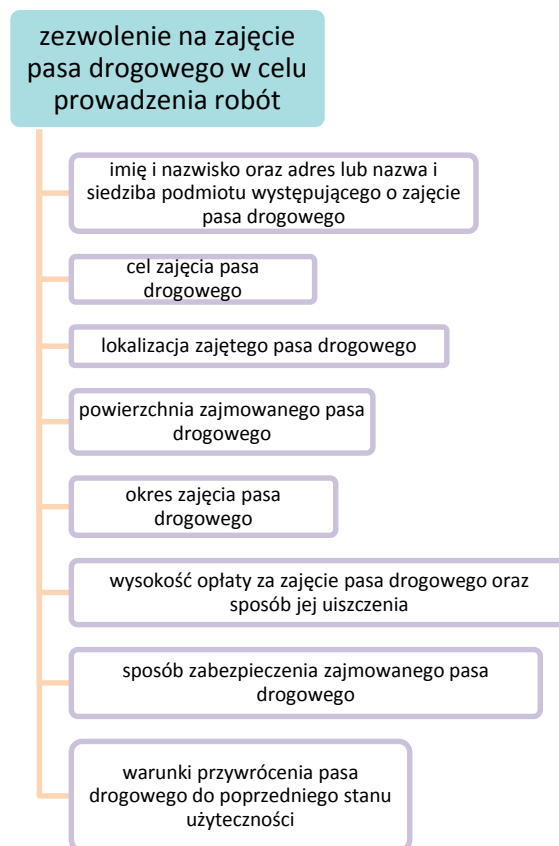 zezwolenie na zajęcie
pasa drogowego w celu
prowadzenia robót
imię i nazwisko oraz adres lub nazwa i
siedziba podmiotu występującego o zajęcie
pasa drogowego
cel zajęcia pasa
drogowego
lokalizacja zajętego pasa drogowego
powierzchnia zajmowanego pasa
drogowego
okres zajęcia pasa
drogowego
wysokość opłaty za zajęcie pasa drogowego oraz
sposób jej uiszczenia
sposób zabezpieczenia zajmowanego pasa
drogowego
warunki przywrócenia pasa
drogowego do poprzedniego stanu
użyteczności